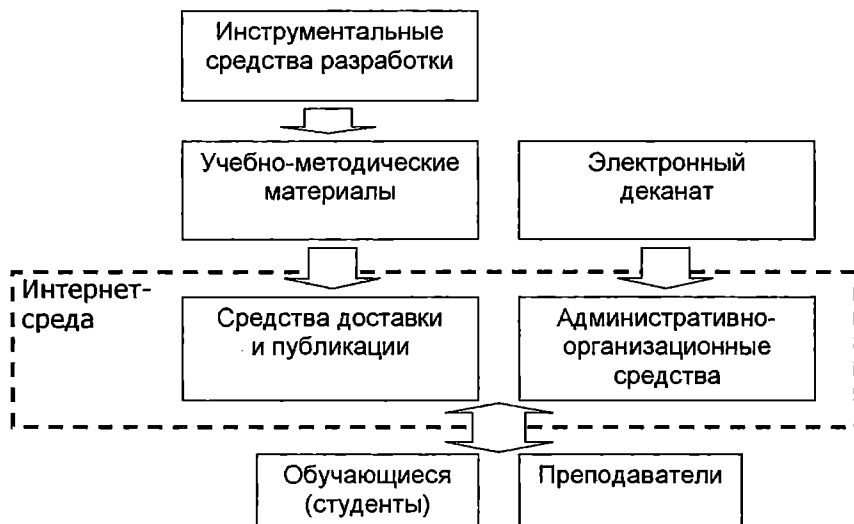 Инструментальные
средства разработки
Учебно-методические
материалы
Электронный
деканат
Интернет-
среда
Средства доставки
и публикации
Административно-
организационные
средства
Обучающиеся
(студенты)
Преподаватели